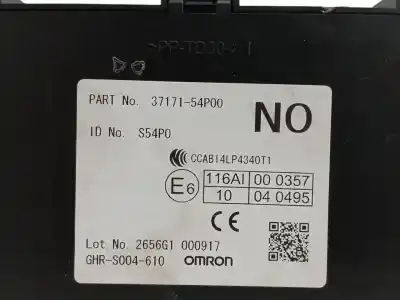 >PP-TD30<
PART No. 37171-54P00
NO
ID No. S54P0
CCAB14LP4340T1
E6 116AI 00 0357
10 04 0495
CE
Lot No. 2656G1 000917
GHR-S004-610 OMRON